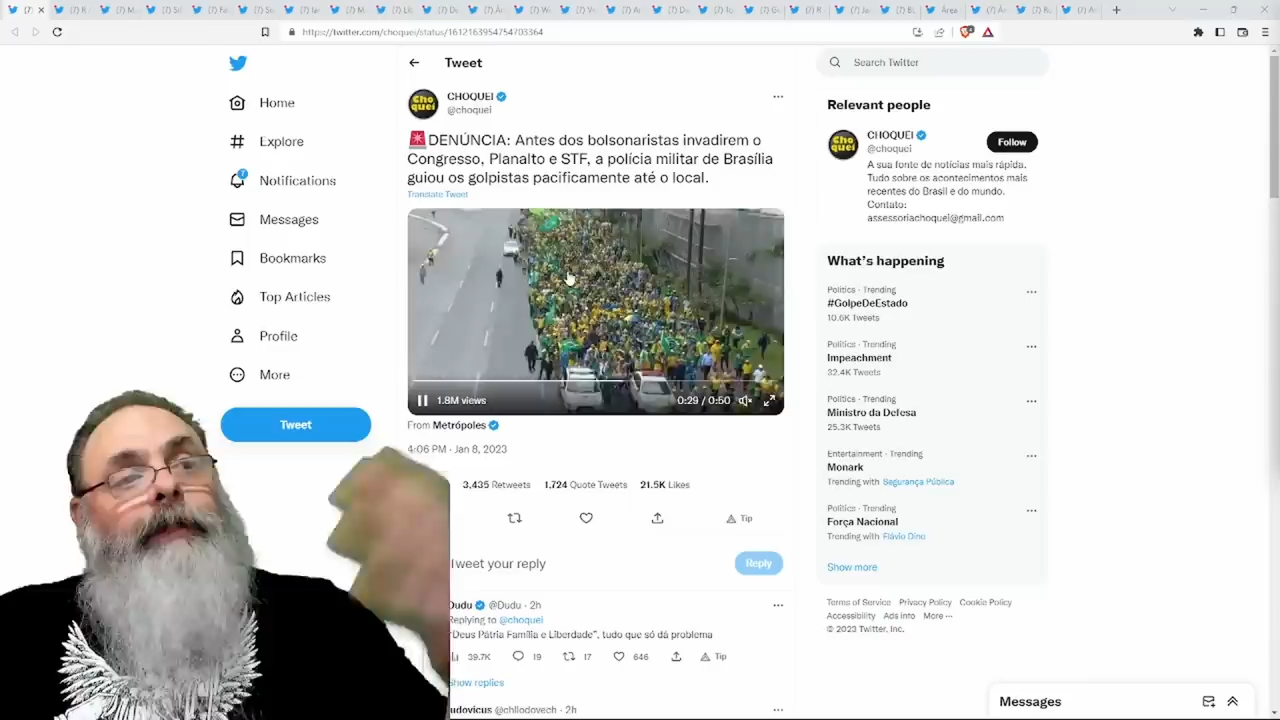 https://twitter.com/choquei/status/1612163954754703364
Home
Explore
Notifications
Messages
Bookmarks
Top Articles
Profile
More
Tweet
Tweet
CHOQUEI
@choquei
DENÚNCIA: Antes dos bolsonaristas invadirem o
Congresso, Planalto e STF, a polícia militar de Brasília
guiou os golpistas pacificamente até o local.
Translate Tweet
1.8M views
0:29 / 0:50
From Metrópoles
4:06 PM · Jan 8, 2023
3,435 Retweets 1,724 Quote Tweets 21.5K Likes
Tip
Tweet your reply
Reply
Dudu @Dudu · 2h
Replying to @choquei
"Deus Pátria Família e Liberdade", tudo que só dá problema
39.7K 19 17 646 Tip
Show replies
udovicus @chllodovech · 2h
Search Twitter
Relevant people
CHOQUEI
@choquei
Follow
A sua fonte de notícias mais rápida.
Tudo sobre os acontecimentos mais
recentes do Brasil e do mundo.
Contato:
assessoriachoquei@gmail.com
What's happening
Politics · Trending
#GolpeDeEstado
10.6K Tweets
Politics · Trending
Impeachment
32.4K Tweets
Politics · Trending
Ministro da Defesa
25.3K Tweets
Entertainment · Trending
Monark
Trending with Segurança Pública
Politics · Trending
Força Nacional
Trending with Flávio Dino
Show more
Terms of Service Privacy Policy Cookie Policy
Accessibility Ads info More ···
© 2023 Twitter, Inc.
Messages